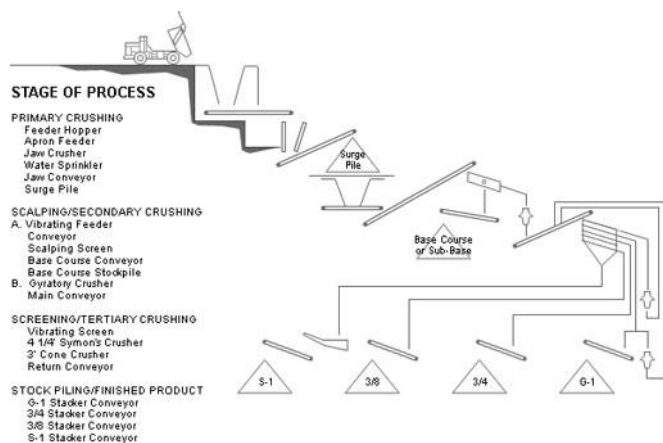 STAGE OF PROCESS
PRIMARY CRUSHING
Feeder Hopper
Apron Feeder
Jaw Crusher
Water Sprinkler
Jaw Conveyor
Surge Pile
SCALPING/SECONDARY CRUSHING
A. Vibrating Feeder
Conveyor
Scalping Screen
Base Course Conveyor
Base Course Stockpile
B. Gyratory Crusher
Main Conveyor
SCREENING/TERTIARY CRUSHING
Vibrating Screen
4 1/4' Symon's Crusher
3' Cone Crusher
Return Conveyor
STOCK PILING/FINISHED PRODUCT
G-1 Stacker Conveyor
3/4 Stacker Conveyor
3/8 Stacker Conveyor
S-1 Stacker Conveyor
Surge
Pile
Base Course
or Sub-Base
S-1
3/8
3/4
G-1